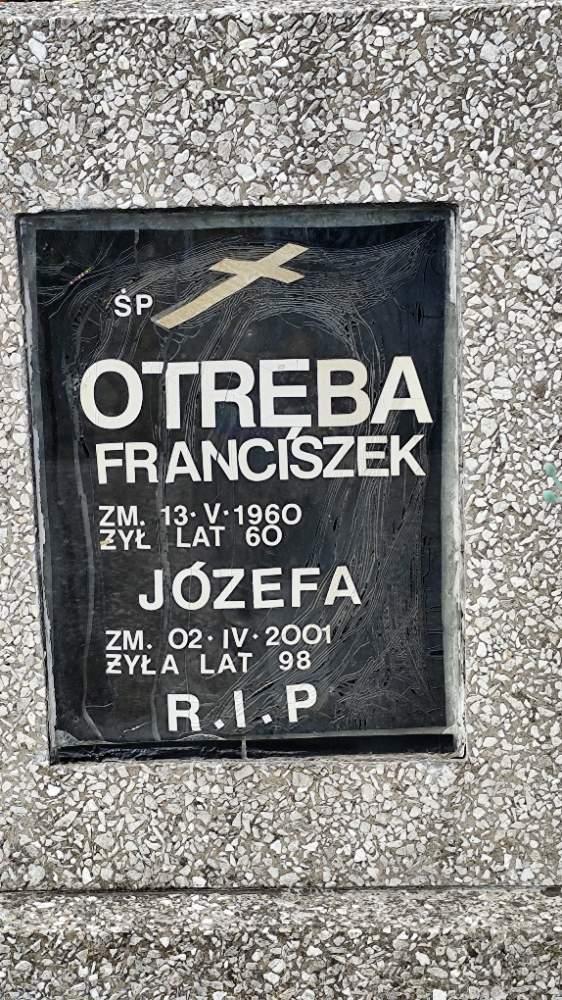 ŚP
OTRĘBA
FRANCISZEK
ZM. 13·V·1960
ŻYŁ LAT 60
JÓZEFA
ZM. 02·IV·2001
ŻYŁA LAT 98
R.I.P